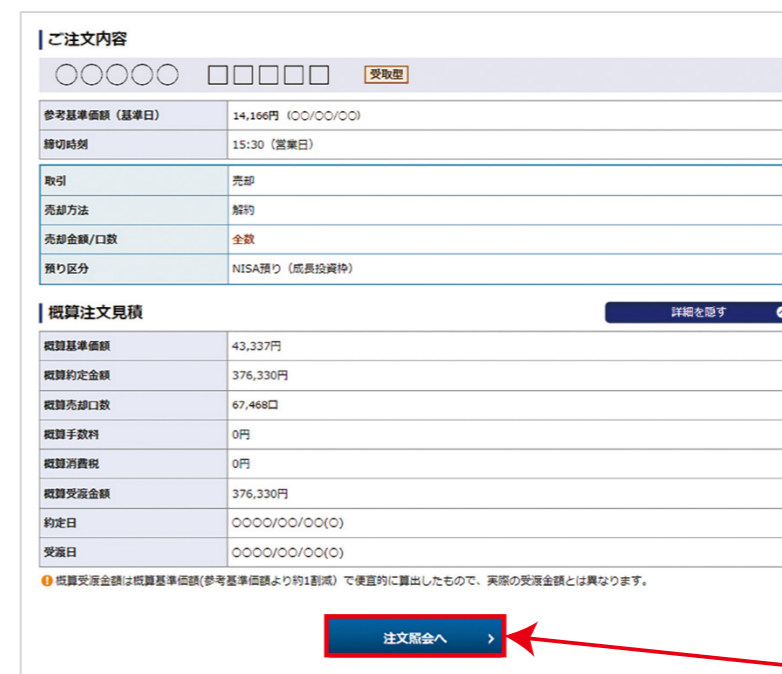 ご注文内容
○○○○○ □□□□□ 受取型
参考基準価額（基準日） 14,166円（○○/○○/○○）
締切時刻 15:30（営業日）
取引 売却
売却方法 解約
売却金額/口数 全数
預り区分 NISA預り（成長投資枠）
概算注文見積 詳細を隠す
概算基準価額 43,337円
概算約定金額 376,330円
概算売却口数 67,468口
概算手数料 0円
概算消費税 0円
概算受渡金額 376,330円
約定日 ○○○○/○○/○○(○)
受渡日 ○○○○/○○/○○(○)
概算受渡金額は概算基準価額(参考基準価額より約1割減）で便宜的に算出したもので、実際の受渡金額とは異なります。
注文照会へ